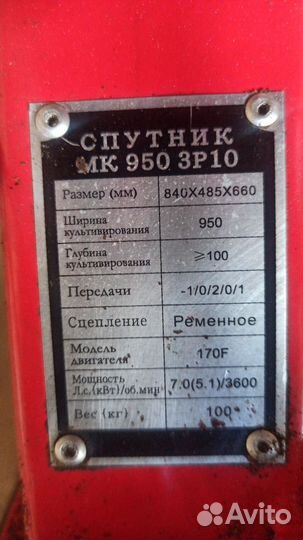 СПУТНИК
МК 950 3Р10
Размер (мм) 840X485X660
Ширина культивирования 950
Глубина культивирования ≥100
Передачи -1/0/2/0/1
Сцепление Ременное
Модель двигателя 170F
Мощность Л.с.(кВт)/об.мин 7.0(5.1)/3600
Вес (кг) 100
Avito